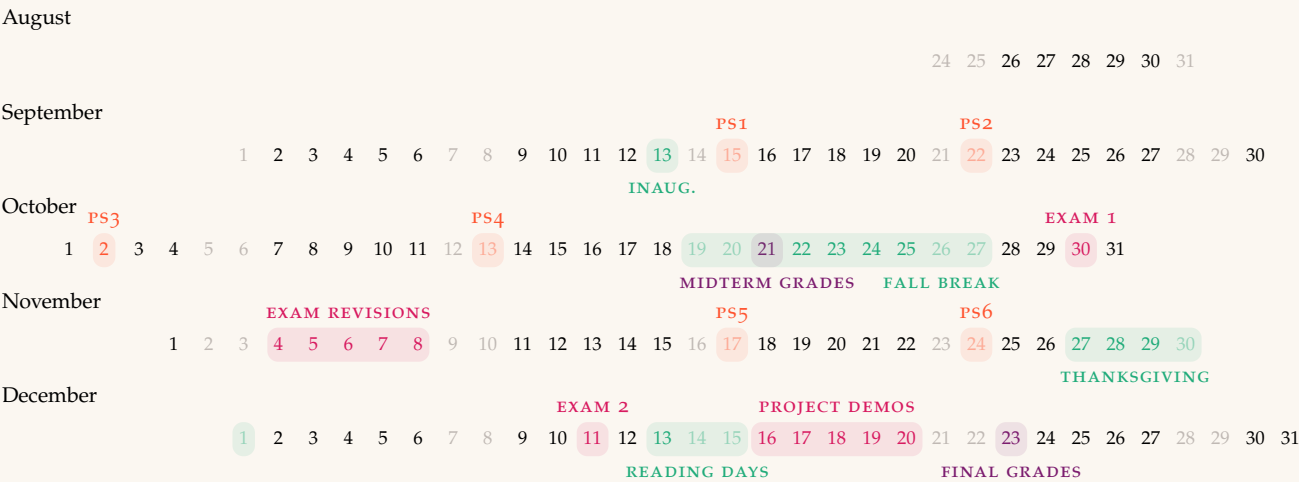 August
24 25 26 27 28 29 30 31
September
PS1 PS2
1 2 3 4 5 6 7 8 9 10 11 12 13 14 15 16 17 18 19 20 21 22 23 24 25 26 27 28 29 30
INAUG.
October
PS3 PS4 EXAM 1
1 2 3 4 5 6 7 8 9 10 11 12 13 14 15 16 17 18 19 20 21 22 23 24 25 26 27 28 29 30 31
MIDTERM GRADES FALL BREAK
November
EXAM REVISIONS PS5 PS6
1 2 3 4 5 6 7 8 9 10 11 12 13 14 15 16 17 18 19 20 21 22 23 24 25 26 27 28 29 30
THANKSGIVING
December
EXAM 2 PROJECT DEMOS
1 2 3 4 5 6 7 8 9 10 11 12 13 14 15 16 17 18 19 20 21 22 23 24 25 26 27 28 29 30 31
READING DAYS FINAL GRADES